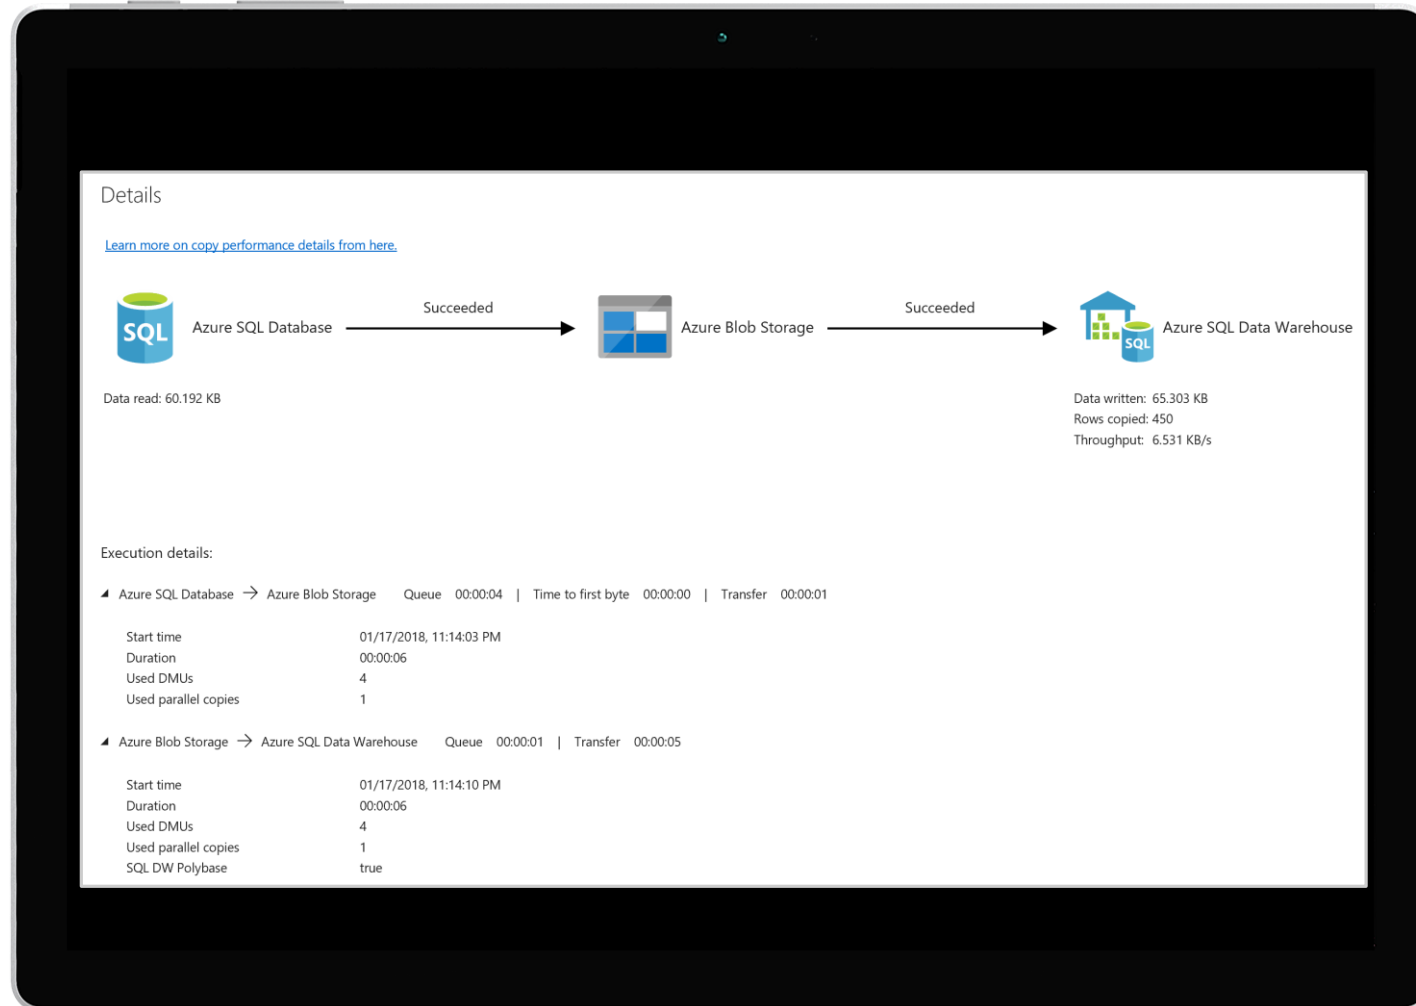 Details
Learn more on copy performance details from here.
Succeeded
Succeeded
SQL
Azure SQL Database
Azure Blob Storage
SQL
Azure SQL Data Warehouse
Data read: 60.192 KB
Data written: 65.303 KB
Rows copied: 450
Throughput: 6.531 KB/s
Execution details:
Azure SQL Database → Azure Blob Storage Queue 00:00:04 | Time to first byte 00:00:00 | Transfer 00:00:01
Start time 01/17/2018, 11:14:03 PM
Duration 00:00:06
Used DMUs 4
Used parallel copies 1
Azure Blob Storage → Azure SQL Data Warehouse Queue 00:00:01 | Transfer 00:00:05
Start time 01/17/2018, 11:14:10 PM
Duration 00:00:06
Used DMUs 4
Used parallel copies 1
SQL DW Polybase true